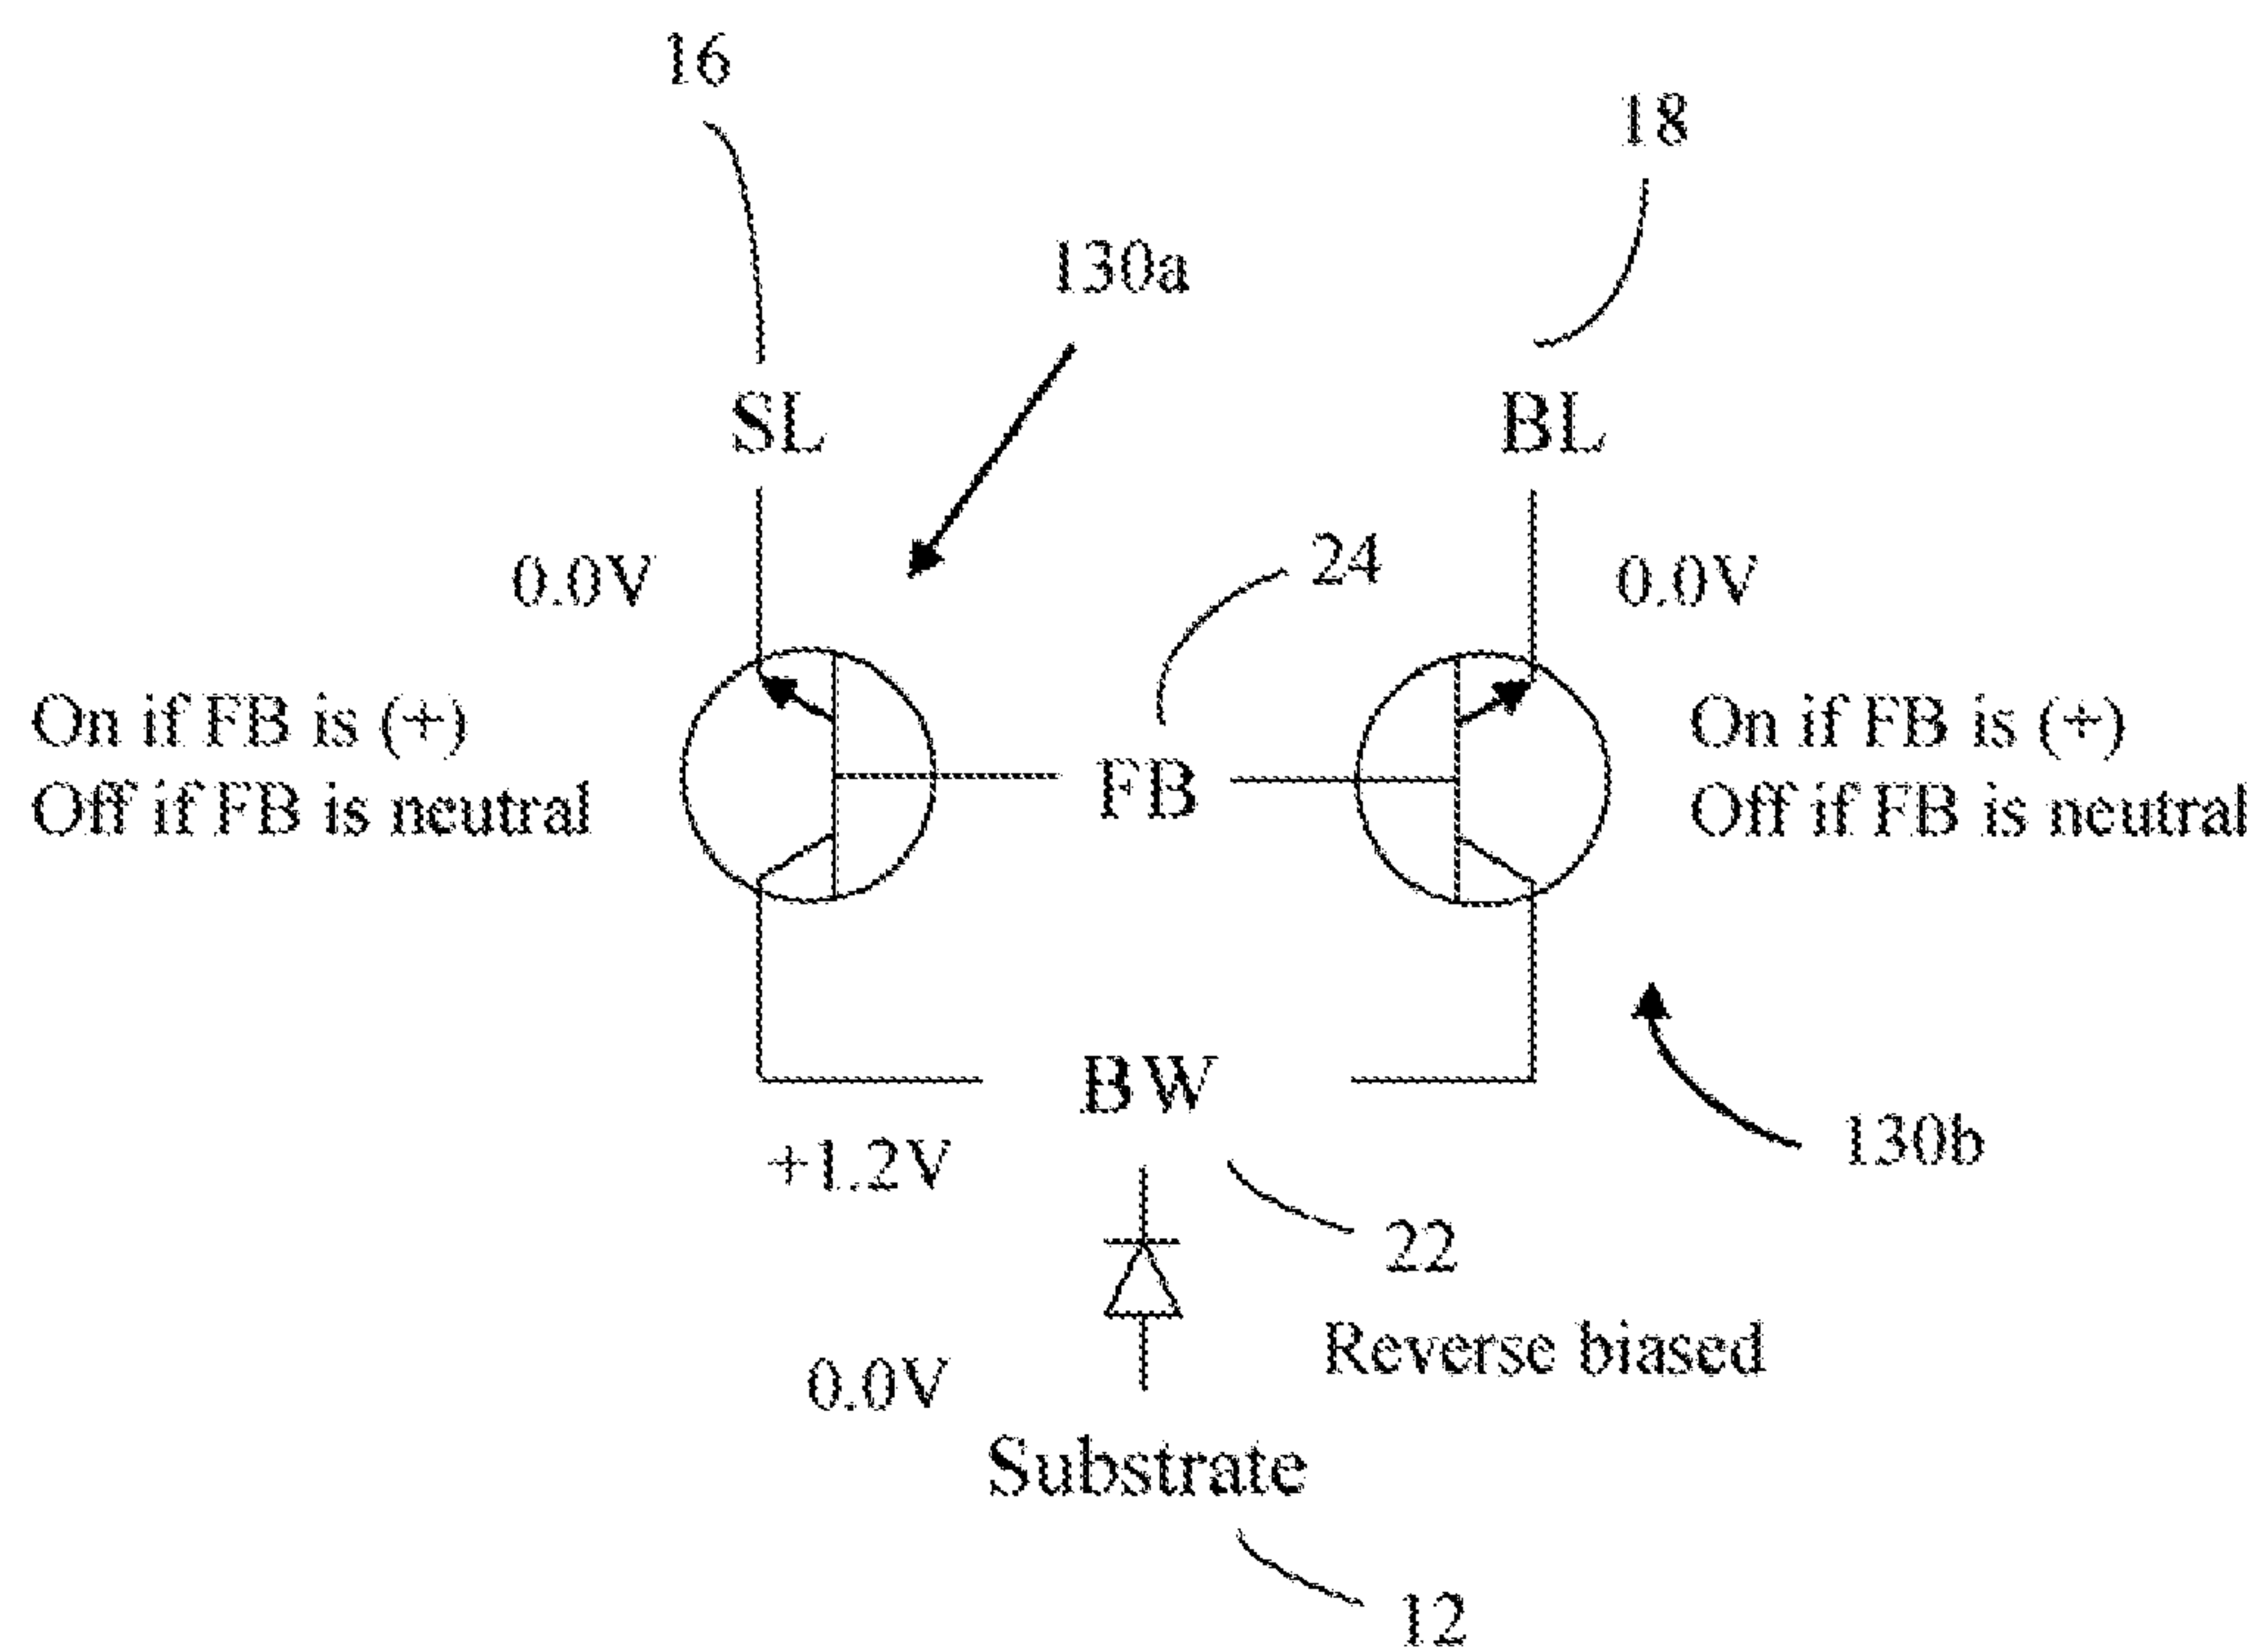 16
18
130a
SL
BL
24
0.0V
0.0V
On if FB is (+)
Off if FB is neutral
FB
On if FB is (+)
Off if FB is neutral
BW
+1.2V
130b
22
Reverse biased
0.0V
Substrate
12